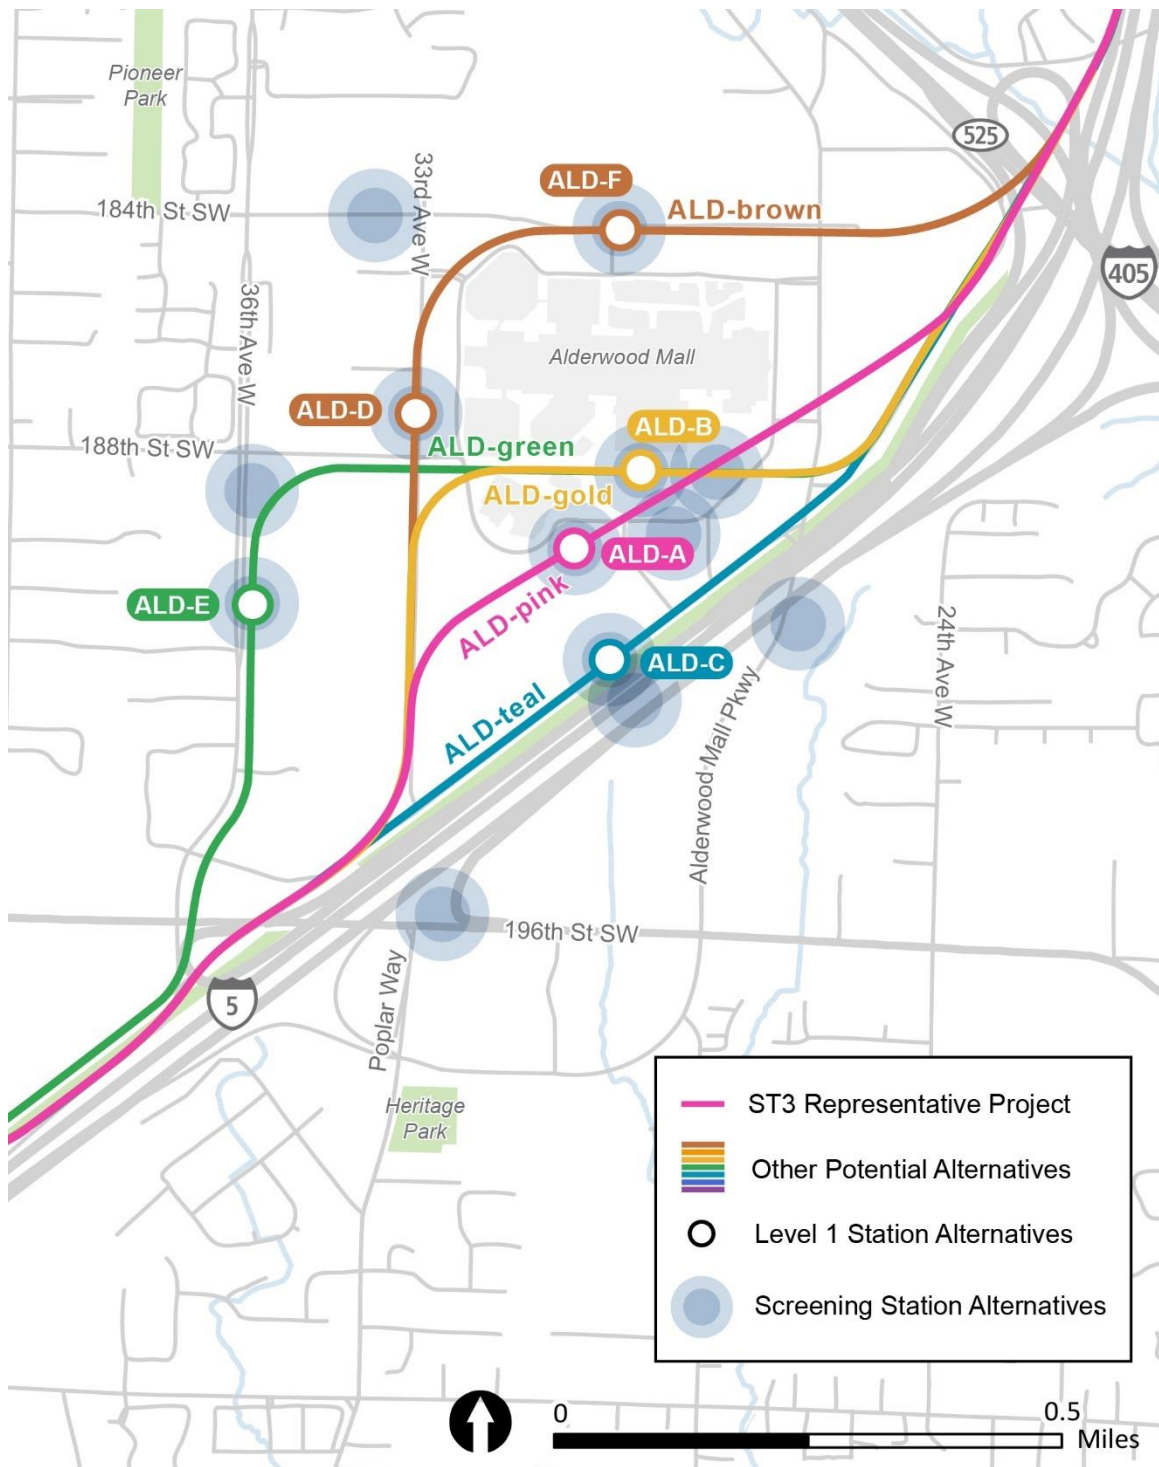 Pioneer
Park
525
ALD-F
184th St SW
33rd Ave W
ALD-brown
405
36th Ave W
Alderwood Mall
ALD-D
ALD-B
188th St SW
ALD-green
ALD-gold
ALD-A
ALD-E
ALD-pink
24th Ave W
ALD-C
ALD-teal
Alderwood Mall Pkwy
196th St SW
5
Poplar Way
Heritage
Park
ST3 Representative Project
Other Potential Alternatives
Level 1 Station Alternatives
Screening Station Alternatives
0
0.5
Miles